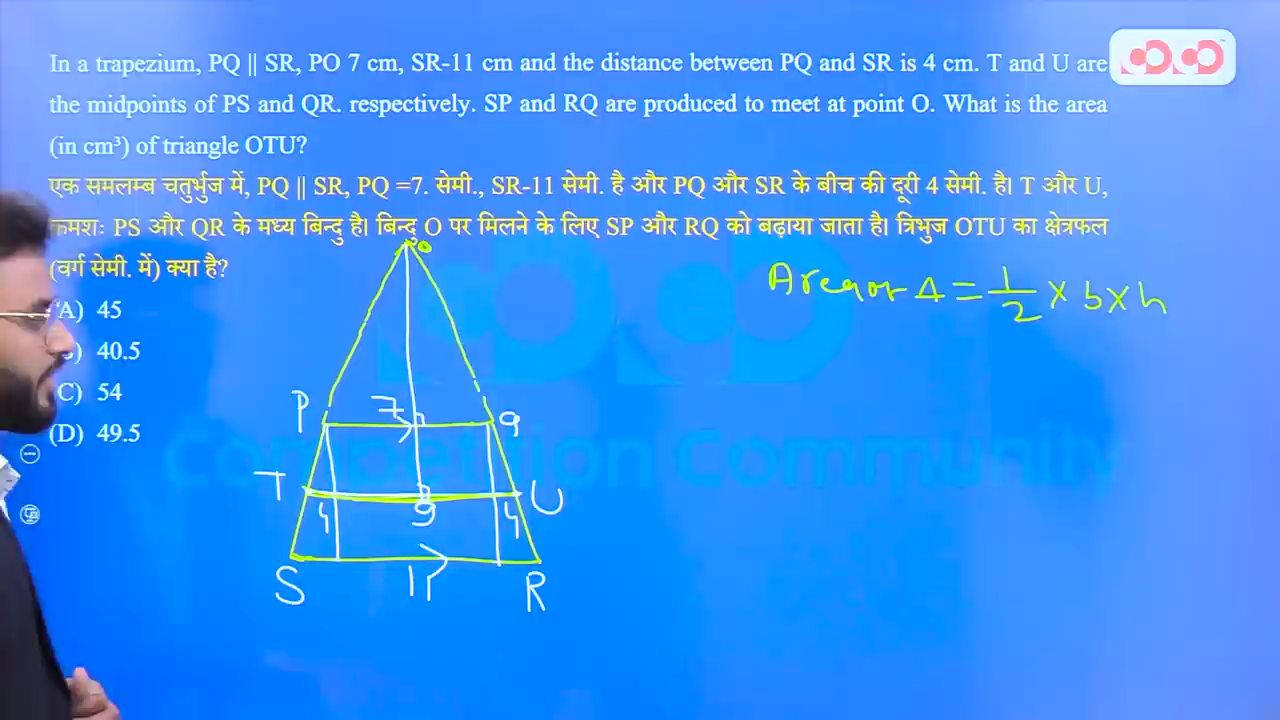 In a trapezium, PQ || SR, PO 7 cm, SR-11 cm and the distance between PQ and SR is 4 cm. T and U are
the midpoints of PS and QR. respectively. SP and RQ are produced to meet at point O. What is the area
(in cm³) of triangle OTU?
एक समलम्ब चतुर्भुज में, PQ || SR, PQ =7. सेमी., SR-11 सेमी. है और PQ और SR के बीच की दूरी 4 सेमी. है। T और U,
क्रमशः PS और QR के मध्य बिन्दु है। बिन्दु O पर मिलने के लिए SP और RQ को बढ़ाया जाता है। त्रिभुज OTU का क्षेत्रफल
(वर्ग सेमी. में) क्या है?
Area of Δ = 1/2 × b × h
A) 45
) 40.5
C) 54
(D) 49.5
O
P 7 Q
T 9 U
4 4
S 11 R
Competition Community